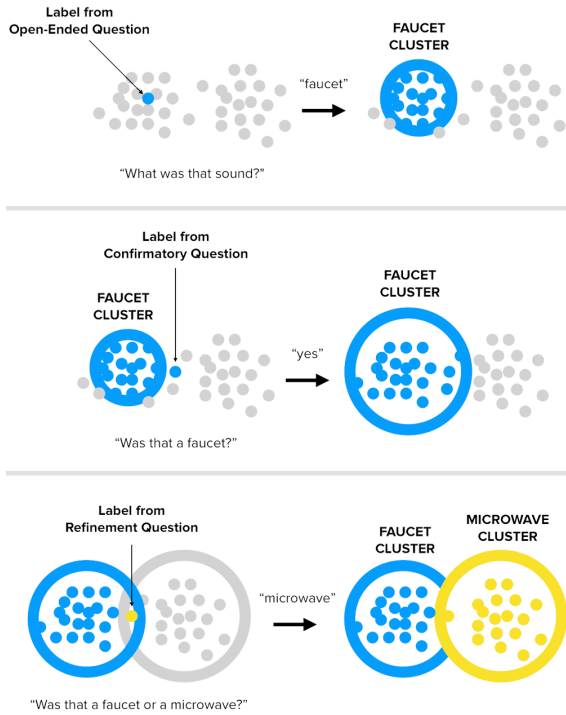 Label from
Open-Ended Question
FAUCET
CLUSTER
“faucet”
“What was that sound?"
Label from
Confirmatory Question
FAUCET
CLUSTER
FAUCET
CLUSTER
“yes”
“Was that a faucet?”
Label from
Refinement Question
FAUCET
CLUSTER
MICROWAVE
CLUSTER
“microwave”
“Was that a faucet or a microwave?”